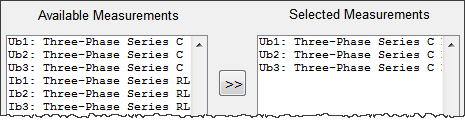 Available Measurements
Selected Measurements
Ub1: Three-Phase Series C
Ub2: Three-Phase Series C
Ub3: Three-Phase Series C
Ib1: Three-Phase Series RL
Ib2: Three-Phase Series RL
Ib3: Three-Phase Series RL
>>
Ub1: Three-Phase Series C
Ub2: Three-Phase Series C
Ub3: Three-Phase Series C